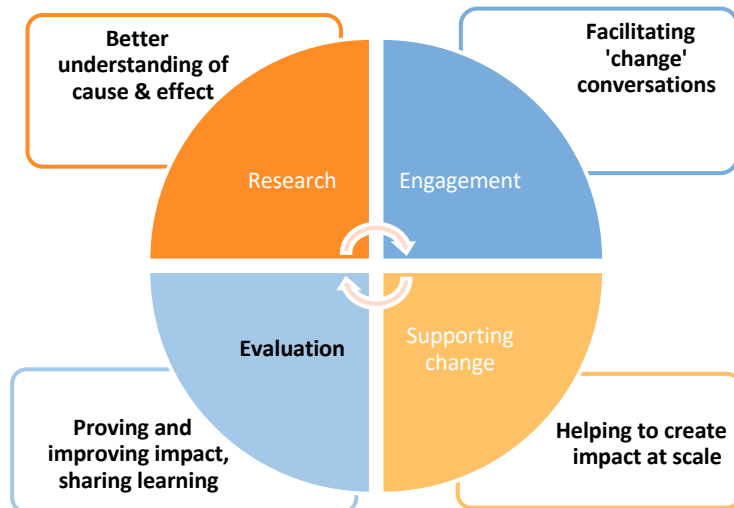 Better
understanding of
cause & effect
Facilitating
'change'
conversations
Research
Engagement
Evaluation
Supporting
change
Proving and
improving impact,
sharing learning
Helping to create
impact at scale